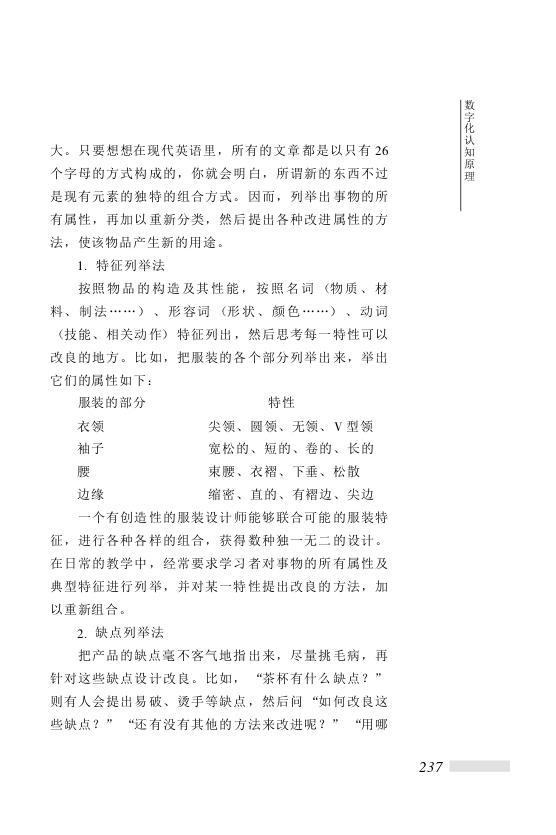 数字化认知原理
大。只要想想在现代英语里，所有的文章都是以只有 26
个字母的方式构成的，你就会明白，所谓新的东西不过
是现有元素的独特的组合方式。因而，列举出事物的所
有属性，再加以重新分类，然后提出各种改进属性的方
法，使该物品产生新的用途。
1. 特征列举法
按照物品的构造及其性能，按照名词（物质、材
料、制法……）、形容词（形状、颜色……）、动词
（技能、相关动作）特征列出，然后思考每一特性可以
改良的地方。比如，把服装的各个部分列举出来，举出
它们的属性如下：
服装的部分 特性
衣领 尖领、圆领、无领、V 型领
袖子 宽松的、短的、卷的、长的
腰 束腰、衣褶、下垂、松散
边缘 缩密、直的、有褶边、尖边
一个有创造性的服装设计师能够联合可能的服装特
征，进行各种各样的组合，获得数种独一无二的设计。
在日常的教学中，经常要求学习者对事物的所有属性及
典型特征进行列举，并对某一特性提出改良的方法，加
以重新组合。
2. 缺点列举法
把产品的缺点毫不客气地指出来，尽量挑毛病，再
针对这些缺点设计改良。比如，“茶杯有什么缺点？”
则有人会提出易破、烫手等缺点，然后问“如何改良这
些缺点？”“还有没有其他的方法来改进呢？”“用哪
237